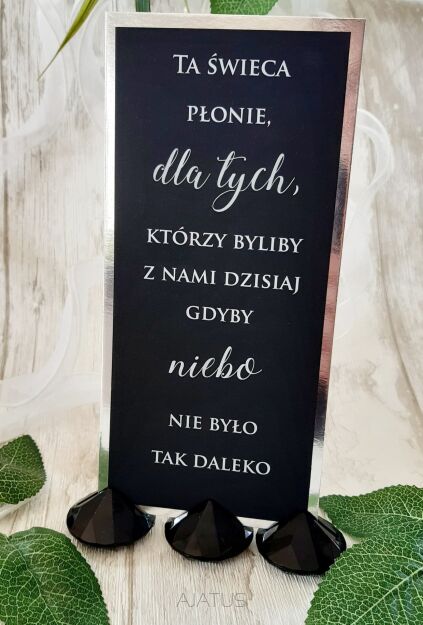 Ta świeca
płonie,
dla tych,
którzy byliby
z nami dzisiaj
gdyby
niebo
nie było
tak daleko
AJATUS